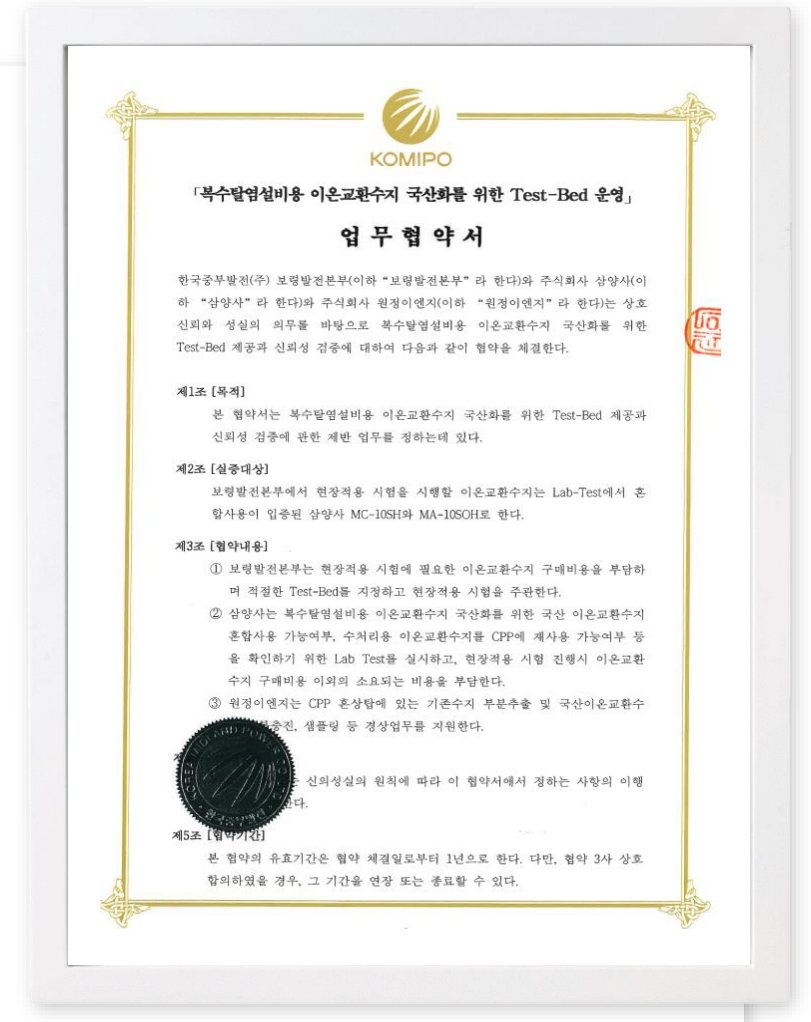 KOMIPO
「복수탈염설비용 이온교환수지 국산화를 위한 Test-Bed 운영」
업무협약서
한국중부발전(주) 보령발전본부(이하 “보령발전본부” 라 한다)와 주식회사 삼양사(이
하 “삼양사” 라 한다)와 주식회사 원정이엔지(이하 “원정이엔지” 라 한다)는 상호
신뢰와 성실의 의무를 바탕으로 복수탈염설비용 이온교환수지 국산화를 위한
Test-Bed 제공과 신뢰성 검증에 대하여 다음과 같이 협약을 체결한다.
제1조 [목적]
본 협약서는 복수탈염설비용 이온교환수지 국산화를 위한 Test-Bed 제공과
신뢰성 검증에 관한 제반 업무를 정하는데 있다.
제2조 [실증대상]
보령발전본부에서 현장적용 시험을 시행할 이온교환수지는 Lab-Test에서 혼
합사용이 입증된 삼양사 MC-10SH와 MA-10SOH로 한다.
제3조 [협약내용]
① 보령발전본부는 현장적용 시험에 필요한 이온교환수지 구매비용을 부담하
며 적절한 Test-Bed를 지정하고 현장적용 시험을 주관한다.
② 삼양사는 복수탈염설비용 이온교환수지 국산화를 위한 국산 이온교환수지
혼합사용 가능여부, 수처리용 이온교환수지를 CPP에 재사용 가능여부 등
을 확인하기 위한 Lab Test를 실시하고, 현장적용 시험 진행시 이온교환
수지 구매비용 이외의 소요되는 비용을 부담한다.
③ 원정이엔지는 CPP 혼상탑에 있는 기존수지 부분추출 및 국산이온교환수
충진, 샘플링 등 경상업무를 지원한다.
신의성실의 원칙에 따라 이 협약서에서 정하는 사항의 이행
한다.
KOREA MIDLAND POWER CO., LTD
한국중부발전
제5조 [협약기간]
본 협약의 유효기간은 협약 체결일로부터 1년으로 한다. 다만, 협약 3사 상호
합의하였을 경우, 그 기간을 연장 또는 종료할 수 있다.